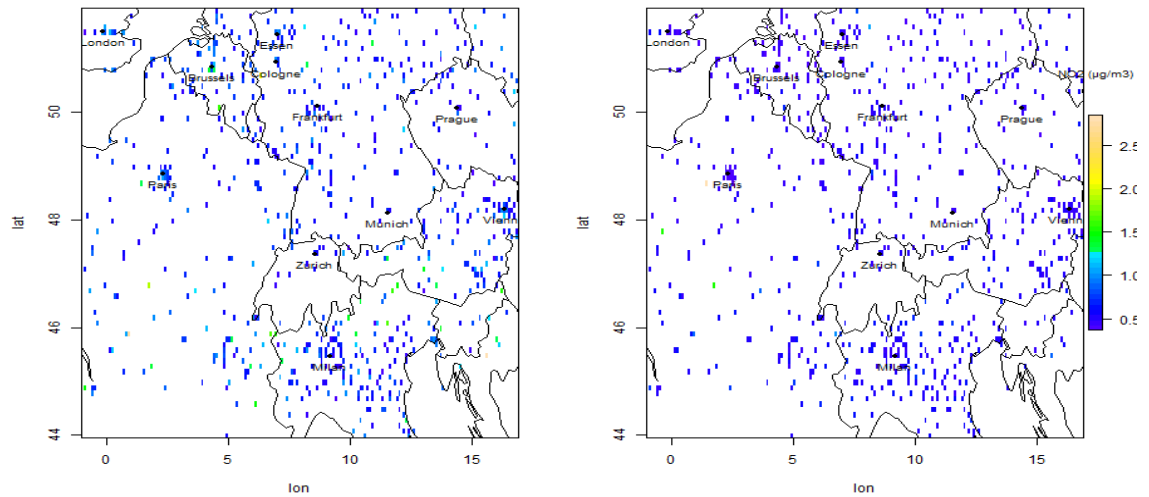 London
Essen
Brussels
Cologne
Frankfurt
Prague
Paris
Vienn
Munich
Zurich
Milan
50
48
46
44
lat
0
5
10
15
lon
London
Essen
Brussels
Cologne
NO2 (µg/m3)
Frankfurt
Prague
Paris
Vienn
Munich
Zurich
Milan
50
48
46
44
lat
0
5
10
15
lon
2.5
2.0
1.5
1.0
0.5